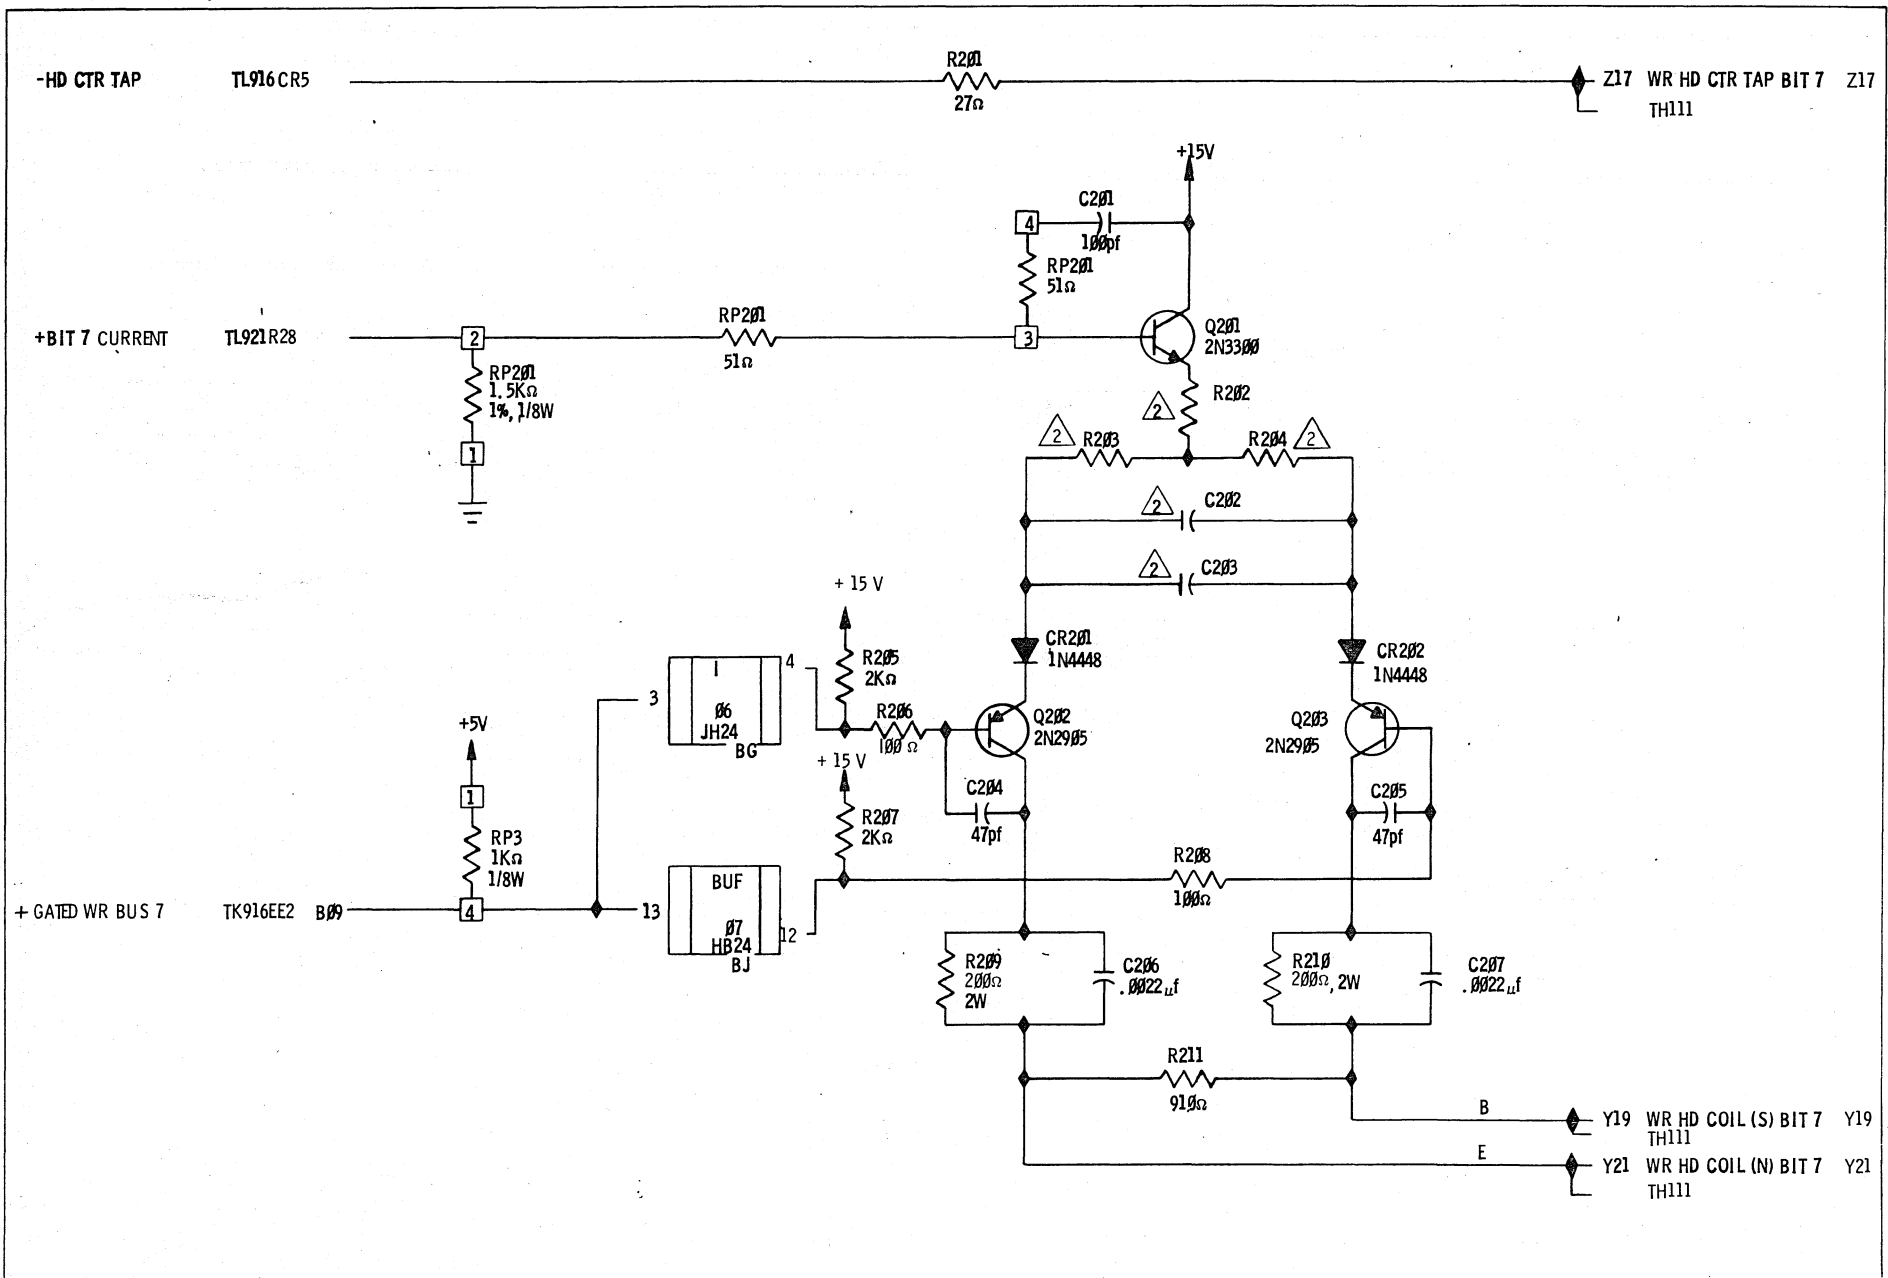 -HD CTR TAP TL916 CR5
R2Ø1
27Ω
Z17 WR HD CTR TAP BIT 7 Z17
TH111
+15V
C2Ø1
4
1ØØpf
RP2Ø1
51Ω
+BIT 7 CURRENT TL921 R28
2
RP2Ø1
51Ω
3
Q2Ø1
2N33ØØ
RP2Ø1
1.5KΩ
1%, 1/8W
1
R2Ø2
2
2
R2Ø3
R2Ø4
2
2
C2Ø2
2
C2Ø3
+ 15 V
CR2Ø1
1N4448
CR2Ø2
1N4448
I
Ø6
JH24
BG
3
4
R2Ø5
2KΩ
R2Ø6
1ØØ Ω
Q2Ø2
2N29Ø5
Q2Ø3
2N29Ø5
+5V
1
RP3
1KΩ
1/8W
+ 15 V
R2Ø7
2KΩ
C2Ø4
47pf
C2Ø5
47pf
R2Ø8
1ØØΩ
+ GATED WR BUS 7 TK916EE2 BØ9
4
13
BUF
Ø7
HB24
BJ
12
R2Ø9
2ØØΩ
2W
C2Ø6
.ØØ22μf
R21Ø
2ØØΩ, 2W
C2Ø7
.ØØ22μf
R211
91ØΩ
B
Y19 WR HD COIL (S) BIT 7 Y19
TH111
E
Y21 WR HD COIL (N) BIT 7 Y21
TH111